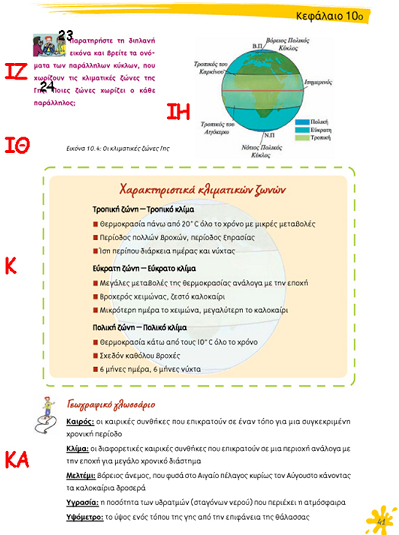 Κεφάλαιο 10ο
23
Παρατηρήστε τη διπλανή
εικόνα και βρείτε τα ονό-
ματα των παράλληλων κύκλων, που
ΙΖ
χωρίζουν τις κλιματικές ζώνες της
24
Γης. Ποιες ζώνες χωρίζει ο κάθε
παράλληλος;
Β.Π
Βόρειος Πολικός
Κύκλος
Τροπικός του
Καρκίνου
Ισημερινός
Τροπικός του
Αιγόκερω
Ν.Π
Νότιος Πολικός
Κύκλος
Πολική
Εύκρατη
Τροπική
ΙΗ
ΙΘ
Εικόνα 10.4: Οι κλιματικές ζώνες Γης
Χαρακτηριστικά κλιματικών ζωνών
Τροπική ζώνη – Τροπικό κλίμα
Θερμοκρασία πάνω από 20° C όλο το χρόνο με μικρές μεταβολές
Περίοδος πολλών βροχών, περίοδος ξηρασίας
Ίση περίπου διάρκεια ημέρας και νύχτας
Κ
Εύκρατη ζώνη – Εύκρατο κλίμα
Μεγάλες μεταβολές της θερμοκρασίας ανάλογα με την εποχή
Βροχερός χειμώνας, ζεστό καλοκαίρι
Μικρότερη ημέρα το χειμώνα, μεγαλύτερη το καλοκαίρι
Πολική ζώνη – Πολικό κλίμα
Θερμοκρασία κάτω από τους 10° C όλο το χρόνο
Σχεδόν καθόλου βροχές
6 μήνες ημέρα, 6 μήνες νύχτα
Γεωγραφικό γλωσσάριο
Καιρός: οι καιρικές συνθήκες που επικρατούν σε έναν τόπο για μια συγκεκριμένη
χρονική περίοδο
Κλίμα: οι διαφορετικές καιρικές συνθήκες που επικρατούν σε μια περιοχή ανάλογα με
ΚΑ
την εποχή για μεγάλο χρονικό διάστημα
Μελτέμι: βόρειος άνεμος, που φυσά στο Αιγαίο πέλαγος κυρίως τον Αύγουστο κάνοντας
τα καλοκαίρια δροσερά
Υγρασία: η ποσότητα των υδρατμών (σταγόνων νερού) που περιέχει η ατμόσφαιρα
Υψόμετρο: το ύψος ενός τόπου της γης από την επιφάνεια της θάλασσας
41